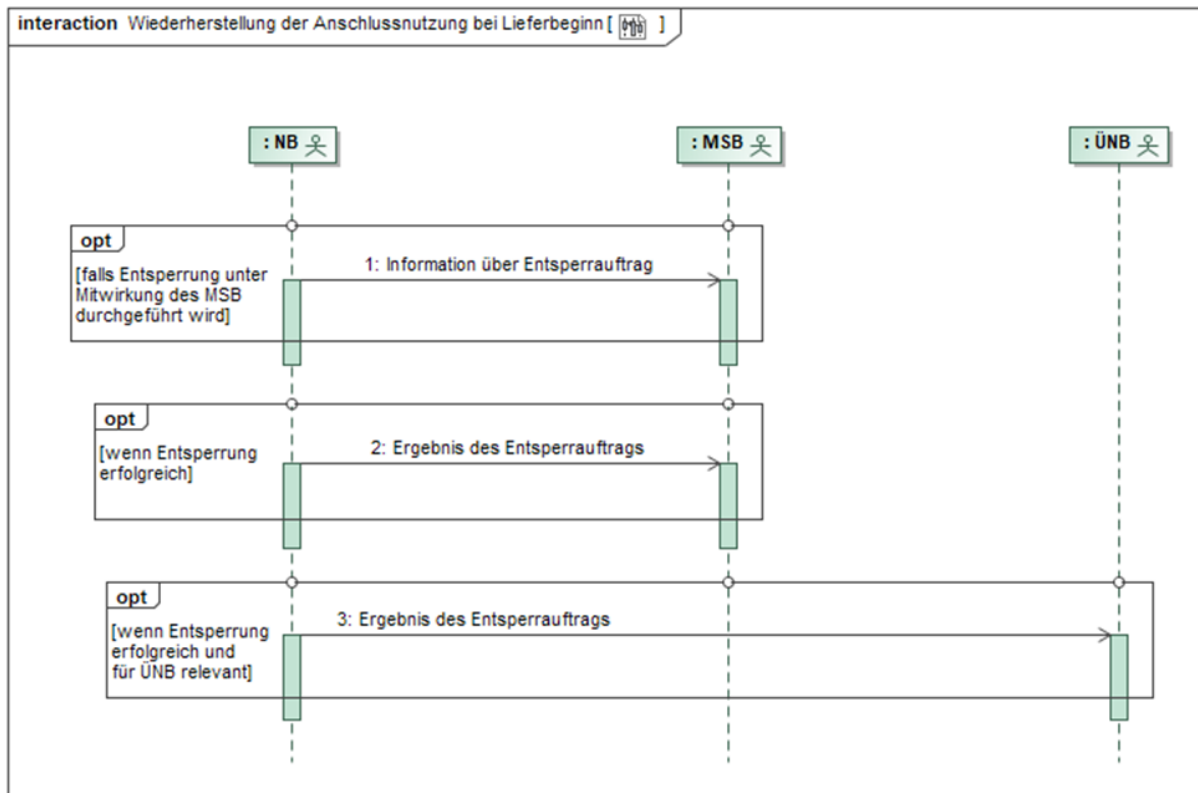 interaction Wiederherstellung der Anschlussnutzung bei Lieferbeginn [ ]
: NB
: MSB
: ÜNB
opt
[falls Entsperrung unter
Mitwirkung des MSB
durchgeführt wird]
1: Information über Entsperrauftrag
opt
[wenn Entsperrung
erfolgreich]
2: Ergebnis des Entsperrauftrags
opt
[wenn Entsperrung
erfolgreich und
für ÜNB relevant]
3: Ergebnis des Entsperrauftrags